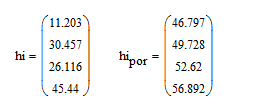 hi = (11.203 30.457 26.116 45.44) hi_por = (46.797 49.728 52.62 56.892)